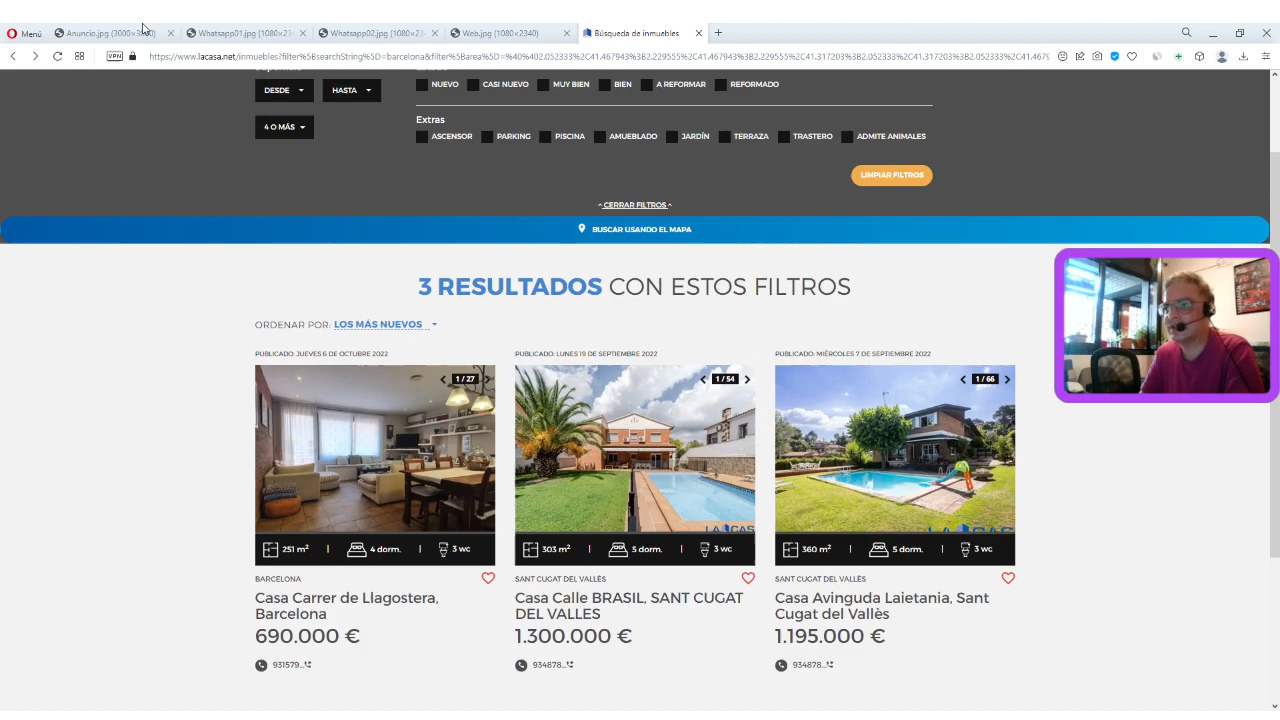 Menú
Anuncio.jpg (3000×3000)
Whatsapp01.jpg (1080×23
Whatsapp02.jpg (1080×23
Web.jpg (1080×2340)
Búsqueda de inmuebles
VPN
https://www.lacasa.net/inmuebles?filter%5BsearchString%5D=barcelona&filter%5Barea%5D=%40%402.052333%2C41.467943%3B2.229555%2C41.467943%3B2.229555%2C41.317203%3B2.052333%2C41.317203%3B2.052333%2C41.4679
DESDE
HASTA
NUEVO
CASI NUEVO
MUY BIEN
BIEN
A REFORMAR
REFORMADO
Extras
4 O MÁS
ASCENSOR
PARKING
PISCINA
AMUEBLADO
JARDÍN
TERRAZA
TRASTERO
ADMITE ANIMALES
LIMPIAR FILTROS
^ CERRAR FILTROS ^
BUSCAR USANDO EL MAPA
3 RESULTADOS CON ESTOS FILTROS
ORDENAR POR: LOS MÁS NUEVOS
PUBLICADO: JUEVES 6 DE OCTUBRE 2022
1 / 27
251 m²
4 dorm.
3 wc
BARCELONA
Casa Carrer de Llagostera,
Barcelona
690.000 €
931579...
PUBLICADO: LUNES 19 DE SEPTIEMBRE 2022
1 / 54
303 m²
5 dorm.
3 wc
SANT CUGAT DEL VALLÈS
Casa Calle BRASIL, SANT CUGAT
DEL VALLES
1.300.000 €
934878...
PUBLICADO: MIÉRCOLES 7 DE SEPTIEMBRE 2022
1 / 66
360 m²
5 dorm.
3 wc
SANT CUGAT DEL VALLÈS
Casa Avinguda Laietania, Sant
Cugat del Vallès
1.195.000 €
934878...